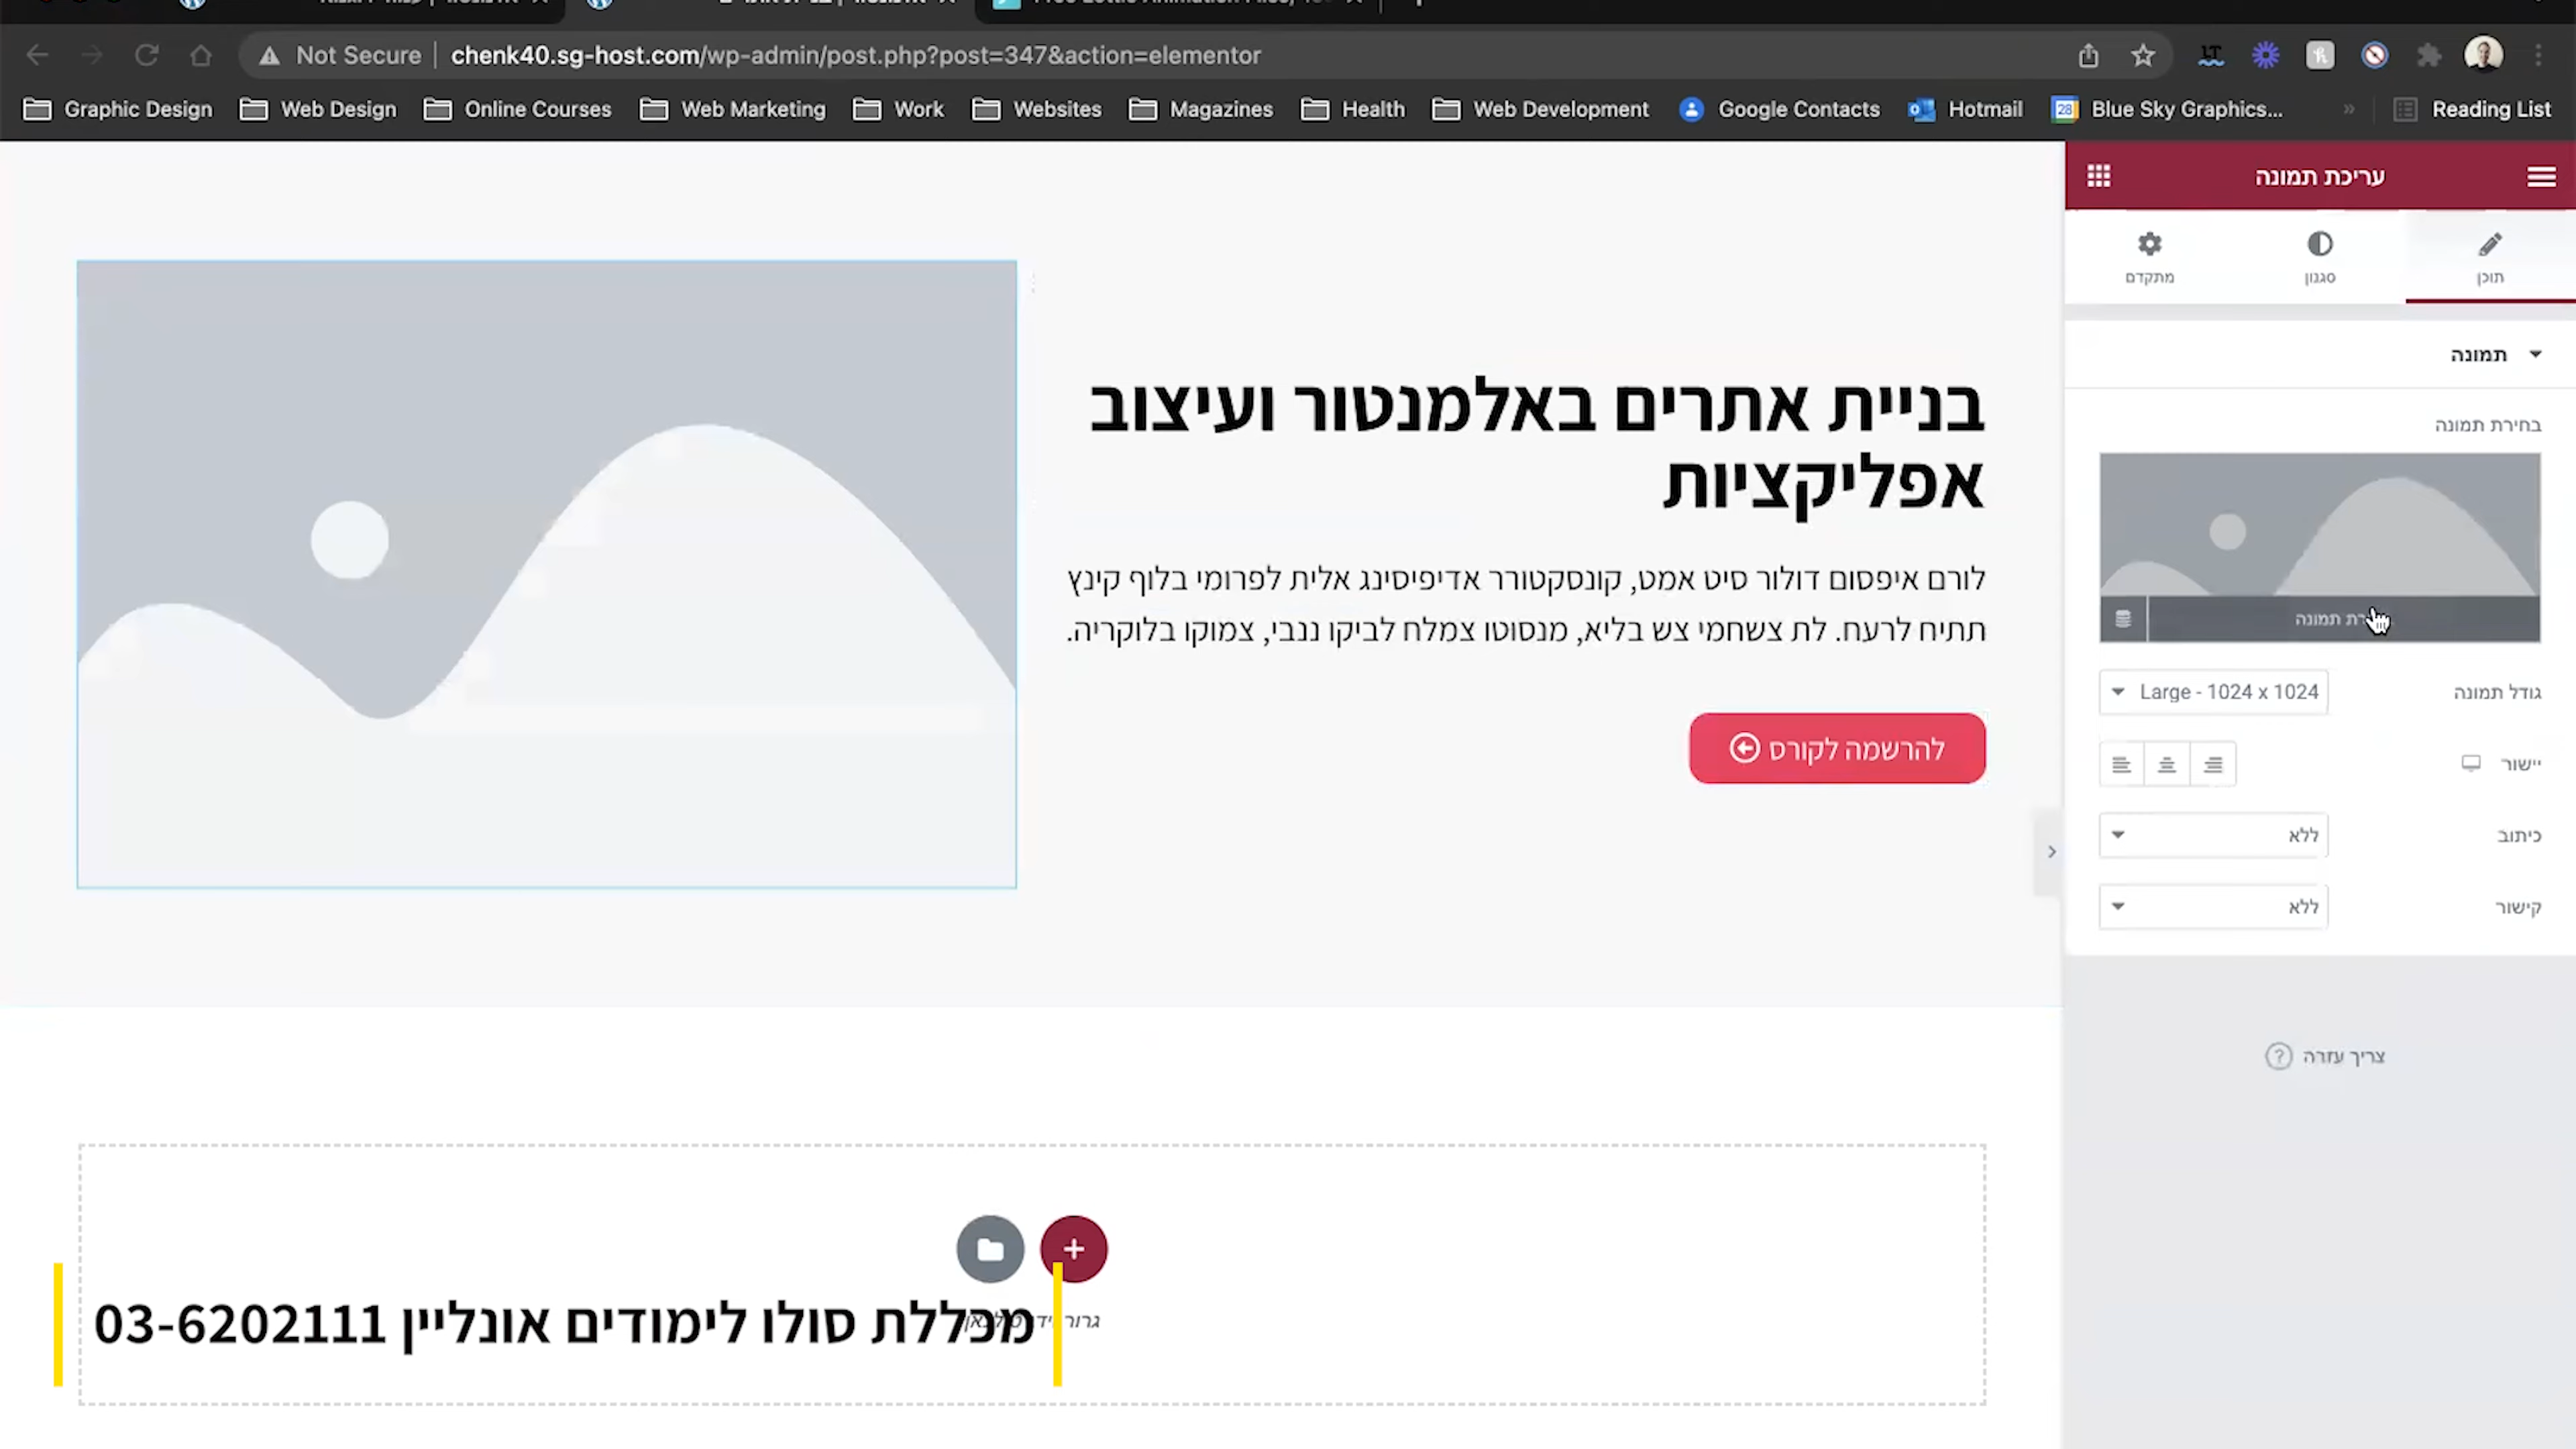 Not Secure
chenk40.sg-host.com/wp-admin/post.php?post=347&action=elementor
Graphic Design
Web Design
Online Courses
Web Marketing
Work
Websites
Magazines
Health
Web Development
Google Contacts
28
Hotmail
Blue Sky Graphics...
»
Reading List
עריכת תמונה
תוכן
סגנון
מתקדם
תמונה
בחירת תמונה
תמונה
גודל תמונה
Large - 1024 x 1024
יישור
כיתוב
ללא
קישור
ללא
צריך עזרה
בניית אתרים באלמנטור ועיצוב
אפליקציות
לורם איפסום דולור סיט אמט, קונסקטורר אדיפיסינג אלית לפרומי בלוף קינץ
תתיח לרעח. לת צשחמי צש בליא, מנסוטו צמלח לביקו ננבי, צמוקו בלוקריה.
להרשמה לקורס
גרור
מכללת סולו לימודים אונליין 03-6202111